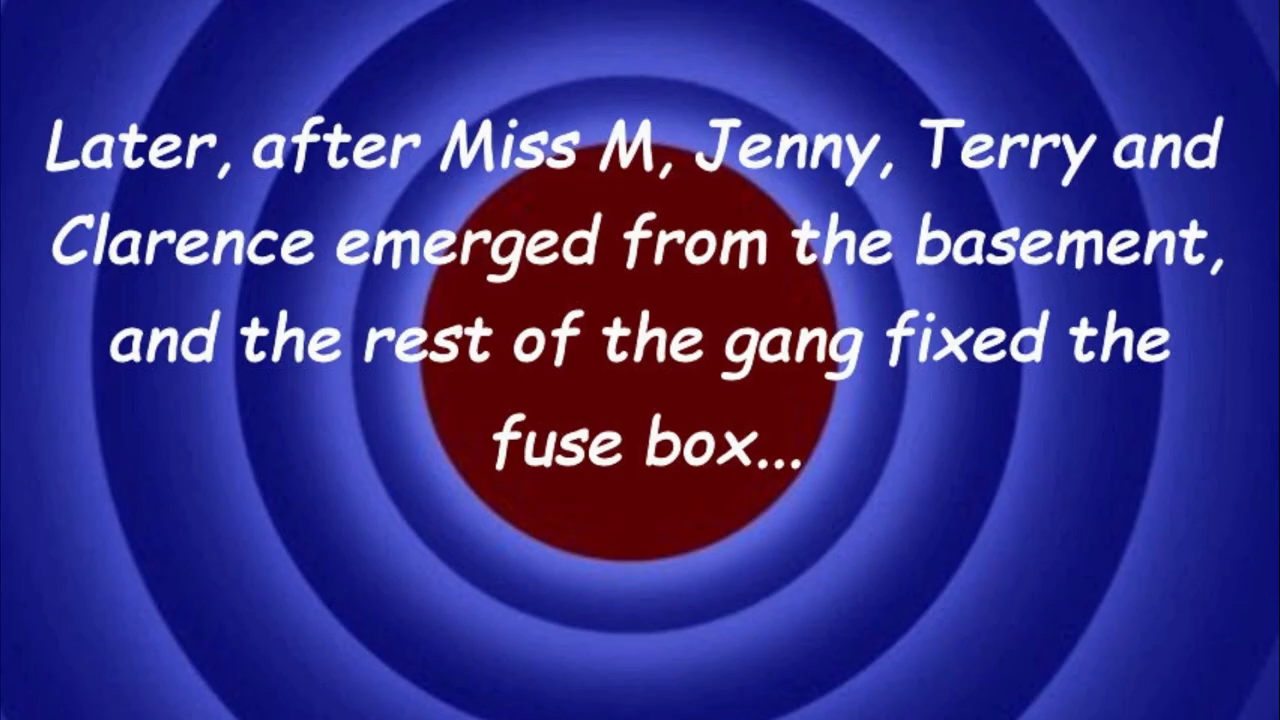 Later, after Miss M, Jenny, Terry and
Clarence emerged from the basement,
and the rest of the gang fixed the
fuse box...